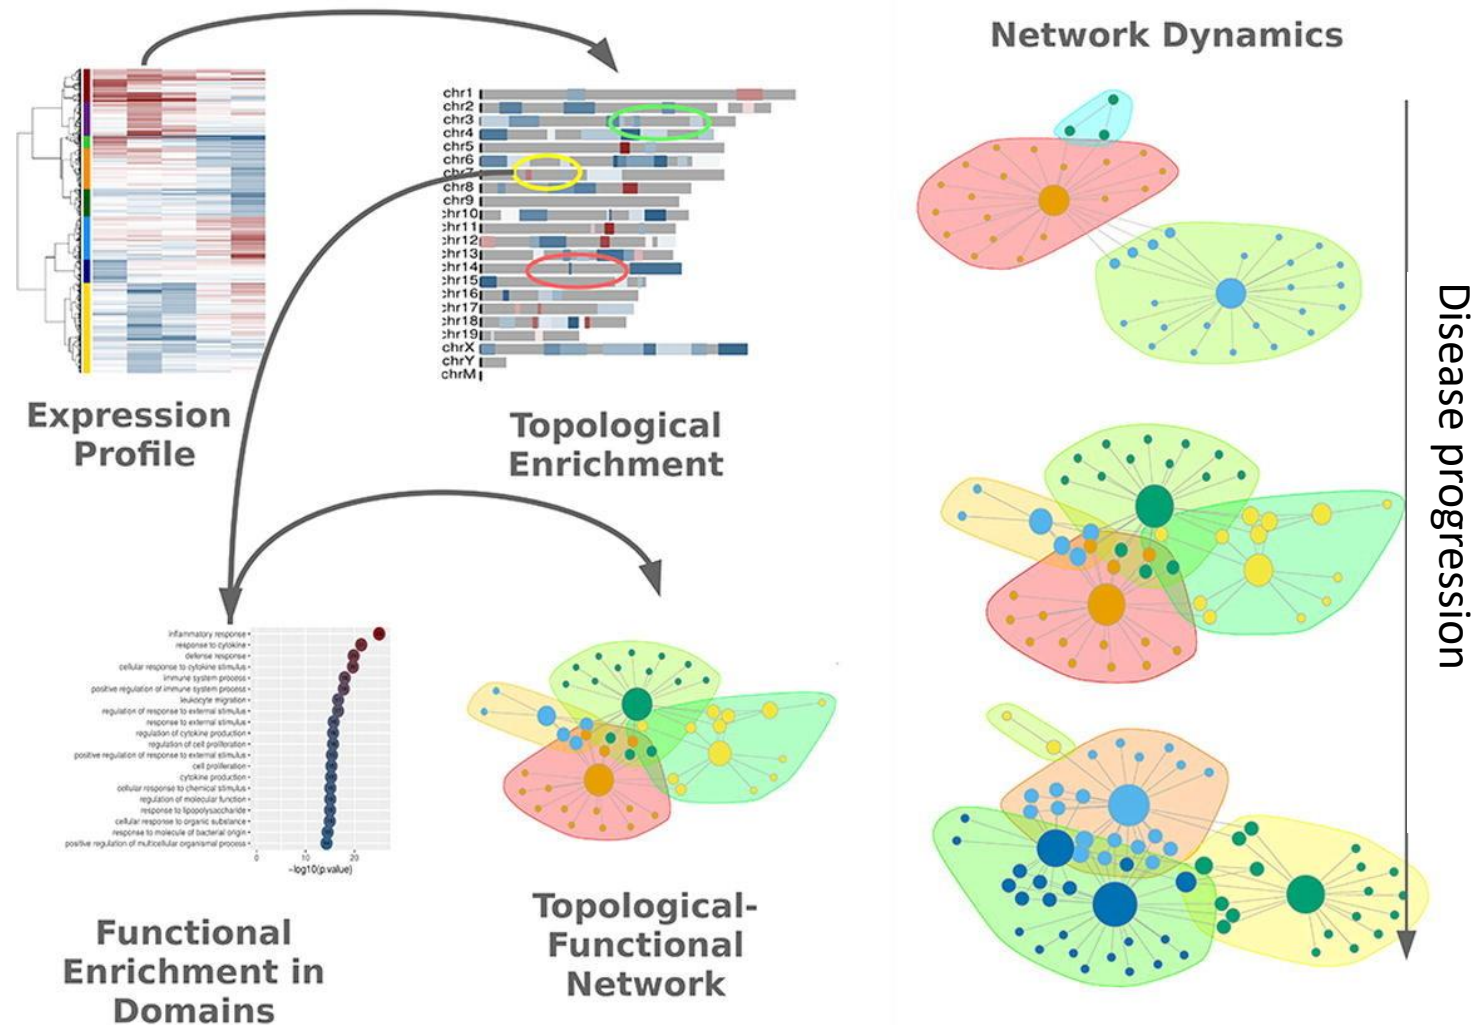 Expression
Profile
chr1
chr2
chr3
chr4
chr5
chr6
chr7
chr8
chr9
chr10
chr11
chr12
chr13
chr14
chr15
chr16
chr17
chr18
chr19
chrX
chrY
chrM
Topological
Enrichment
inflammatory response
response to cytokine
defense response
cellular response to cytokine stimulus
immune system process
positive regulation of immune system process
leukocyte migration
regulation of response to external stimulus
response to external stimulus
regulation of cytokine production
regulation of cell proliferation
positive regulation of response to external stimulus
cell proliferation
cytokine production
cellular response to chemical stimulus
regulation of molecular function
response to lipopolysaccharide
cellular response to organic substance
response to molecule of bacterial origin
positive regulation of multicellular organismal process
0 10 20
-log10(p.value)
Functional
Enrichment in
Domains
Topological-
Functional
Network
Network Dynamics
Disease progression